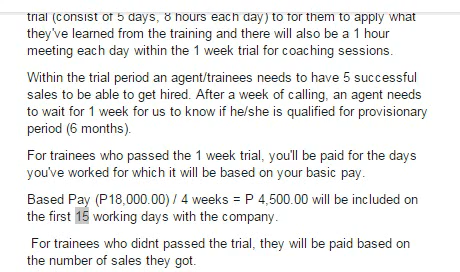 trial (consist of 5 days, 8 hours each day) to for them to apply what
they've learned from the training and there will also be a 1 hour
meeting each day within the 1 week trial for coaching sessions.
Within the trial period an agent/trainees needs to have 5 successful
sales to be able to get hired. After a week of calling, an agent needs
to wait for 1 week for us to know if he/she is qualified for provisionary
period (6 months).
For trainees who passed the 1 week trial, you'll be paid for the days
you've worked for which it will be based on your basic pay.
Based Pay (P18,000.00) / 4 weeks = P 4,500.00 will be included on
the first 15 working days with the company.
For trainees who didnt passed the trial, they will be paid based on
the number of sales they got.